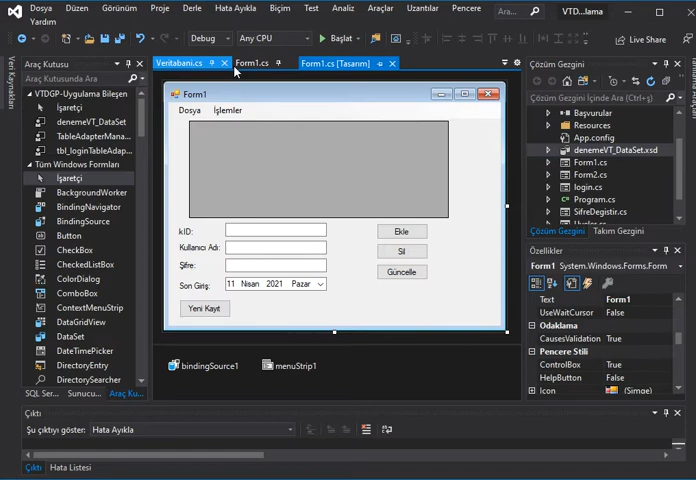 Dosya Düzen Görünüm Proje Derle Hata Ayıkla Biçim Test Analiz Araçlar Uzantılar Pencere Ara... VTD...lama
Yardım
Debug Any CPU Başlat Live Share
Veri Kaynakları
Araç Kutusu
Araç Kutusunda Ara
VTDGP-Uygulama Bileşen
İşaretçi
denemeVT_DataSet
TableAdapterMana...
tbl_loginTableAdap...
Tüm Windows Formları
İşaretçi
BackgroundWorker
BindingNavigator
BindingSource
Button
CheckBox
CheckedListBox
ColorDialog
ComboBox
ContextMenuStrip
DataGridView
DataSet
DateTimePicker
DirectoryEntry
DirectorySearcher
SQL Ser... Sunucu... Araç Ku...
Veritabani.cs Form1.cs Form1.cs [Tasarım]
Form1
Dosya İşlemler
kID:
Kullanıcı Adı:
Şifre:
Son Giriş: 11 Nisan 2021 Pazar
Yeni Kayıt
Ekle
Sil
Güncelle
bindingSource1 menuStrip1
Çözüm Gezgini
Çözüm Gezgini İçinde Ara (
Başvurular
Resources
App.config
denemeVT_DataSet.xsd
Form1.cs
Form2.cs
login.cs
Program.cs
SifreDegistir.cs
Çözüm Gezgini Takım Gezgini
Özellikler
Form1 System.Windows.Forms.Form
Text Form1
UseWaitCursor False
Odaklama
CausesValidation True
Pencere Stili
ControlBox True
HelpButton False
Icon (Simge)
Çıktı
Şu çıktıyı göster: Hata Ayıkla
Çıktı Hata Listesi